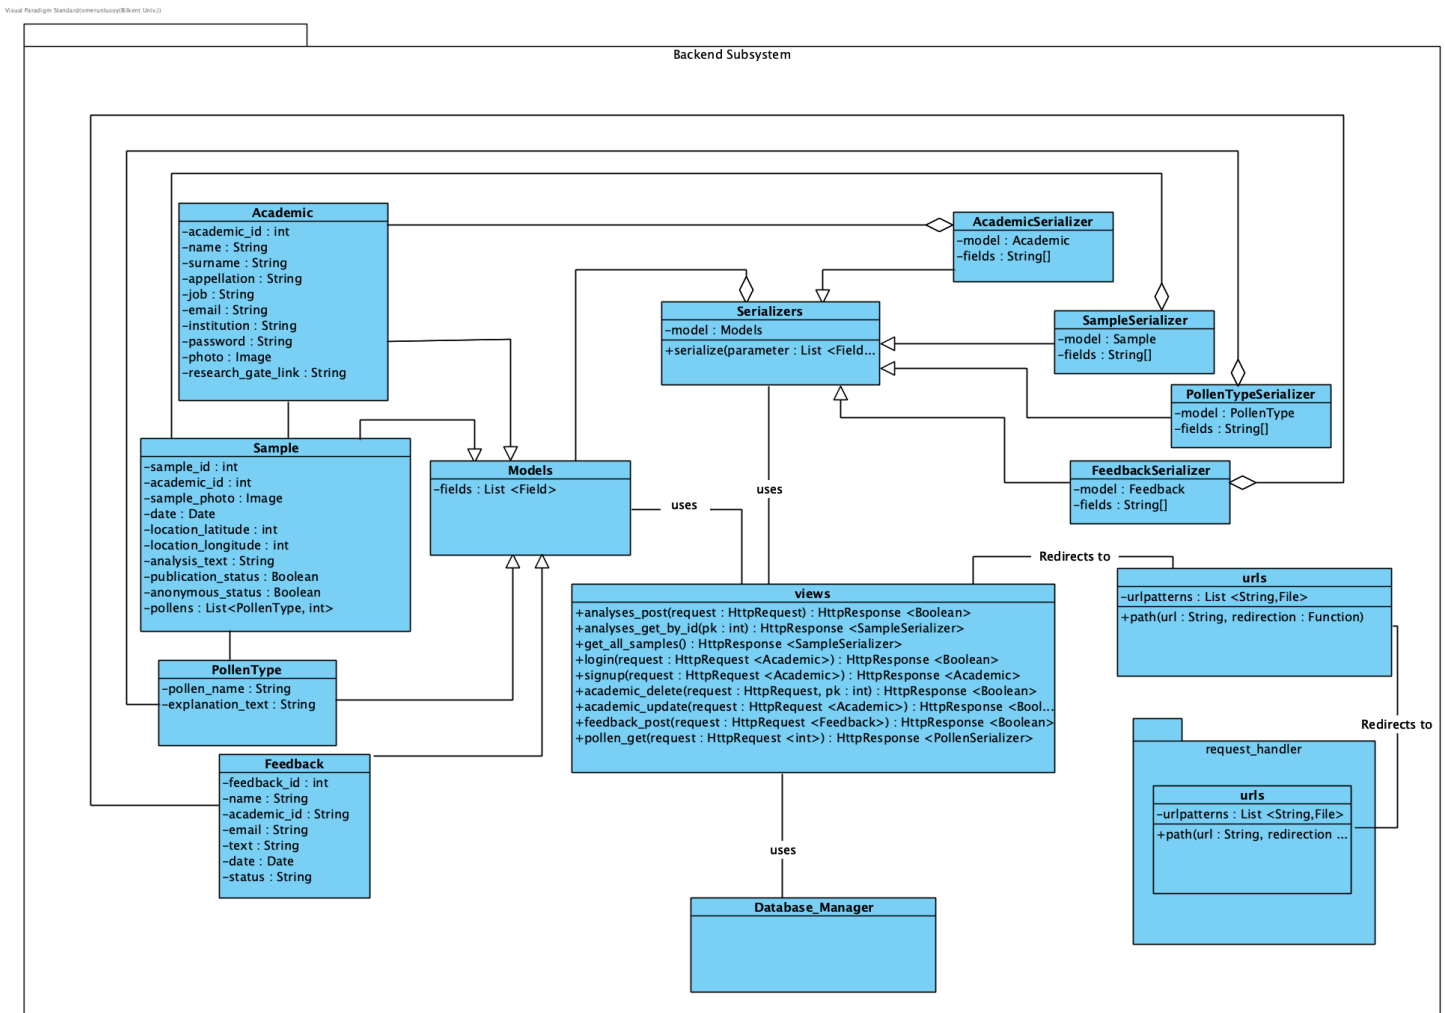 Visual Paradigm Standard(omerunlusoy(Bilkent Univ.))
Backend Subsystem
Academic
-academic_id : int
-name : String
-surname : String
-appellation : String
-job : String
-email : String
-institution : String
-password : String
-photo : Image
-research_gate_link : String
AcademicSerializer
-model : Academic
-fields : String[]
Serializers
-model : Models
+serialize(parameter : List <Field...
SampleSerializer
-model : Sample
-fields : String[]
PollenTypeSerializer
-model : PollenType
-fields : String[]
FeedbackSerializer
-model : Feedback
-fields : String[]
Sample
-sample_id : int
-academic_id : int
-sample_photo : Image
-date : Date
-location_latitude : int
-location_longitude : int
-analysis_text : String
-publication_status : Boolean
-anonymous_status : Boolean
-pollens : List<PollenType, int>
Models
-fields : List <Field>
uses
uses
Redirects to
urls
-urlpatterns : List <String,File>
+path(url : String, redirection : Function)
views
+analyses_post(request : HttpRequest) : HttpResponse <Boolean>
+analyses_get_by_id(pk : int) : HttpResponse <SampleSerializer>
+get_all_samples() : HttpResponse <SampleSerializer>
+login(request : HttpRequest <Academic>) : HttpResponse <Boolean>
+signup(request : HttpRequest <Academic>) : HttpResponse <Academic>
+academic_delete(request : HttpRequest, pk : int) : HttpResponse <Boolean>
+academic_update(request : HttpRequest <Academic>) : HttpResponse <Bool...
+feedback_post(request : HttpRequest <Feedback>) : HttpResponse <Boolean>
+pollen_get(request : HttpRequest <int>) : HttpResponse <PollenSerializer>
PollenType
-pollen_name : String
-explanation_text : String
Feedback
-feedback_id : int
-name : String
-academic_id : String
-email : String
-text : String
-date : Date
-status : String
Redirects to
request_handler
urls
-urlpatterns : List <String,File>
+path(url : String, redirection ...
uses
Database_Manager